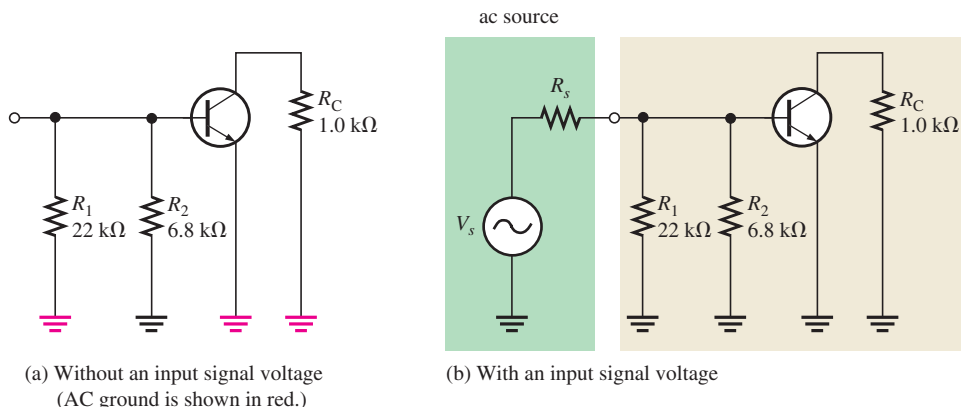 ac source
R_C
1.0 kΩ
R_1
22 kΩ
R_2
6.8 kΩ
(a) Without an input signal voltage
(AC ground is shown in red.)
R_s
V_s
R_C
1.0 kΩ
R_1
22 kΩ
R_2
6.8 kΩ
(b) With an input signal voltage